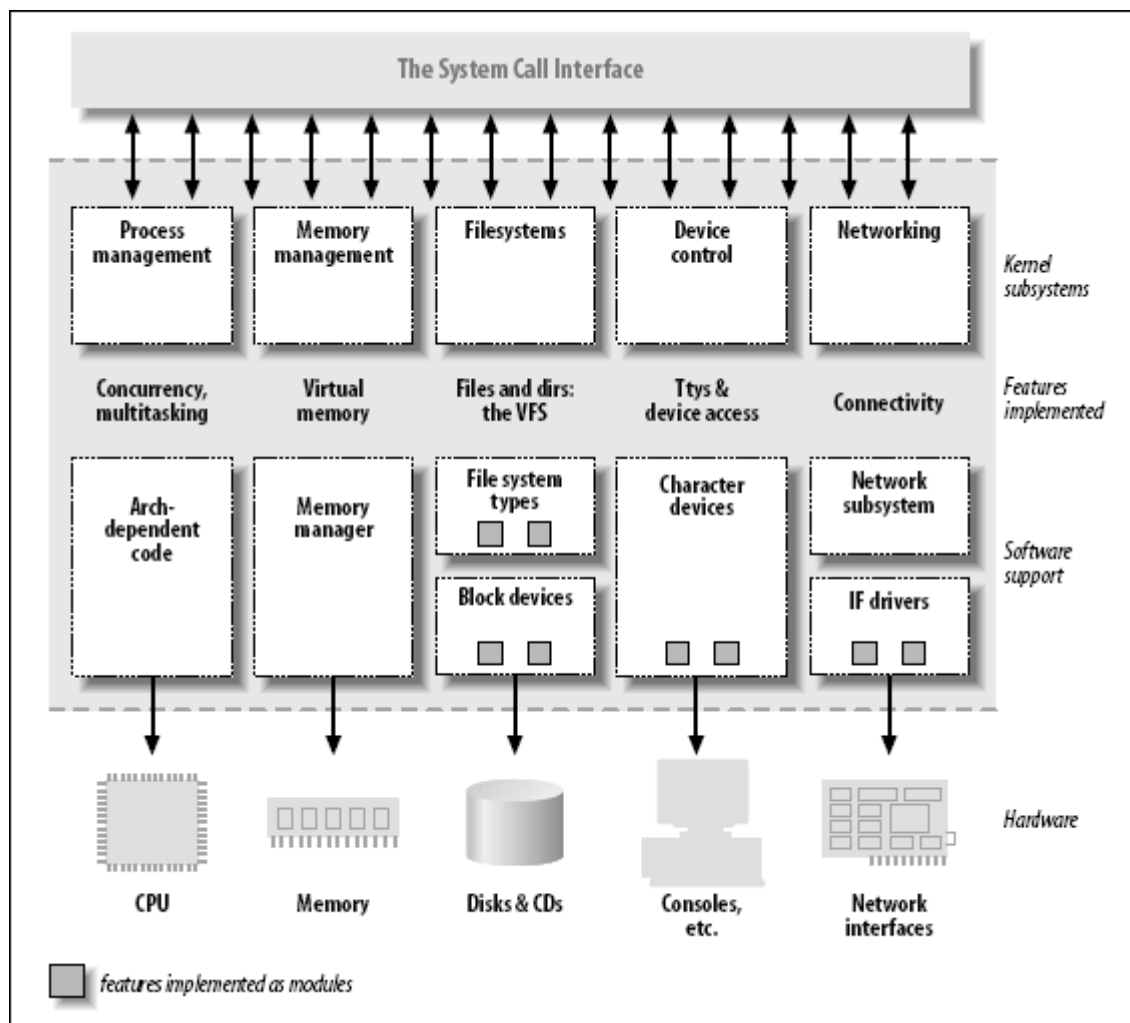 The System Call Interface
Process
management
Memory
management
Filesystems
Device
control
Networking
Kernel
subsystems
Concurrency,
multitasking
Virtual
memory
Files and dirs:
the VFS
Ttys &
device access
Connectivity
Features
implemented
Arch-
dependent
code
Memory
manager
File system
types
Block devices
Character
devices
Network
subsystem
IF drivers
Software
support
Hardware
CPU
Memory
Disks & CDs
Consoles,
etc.
Network
interfaces
features implemented as modules